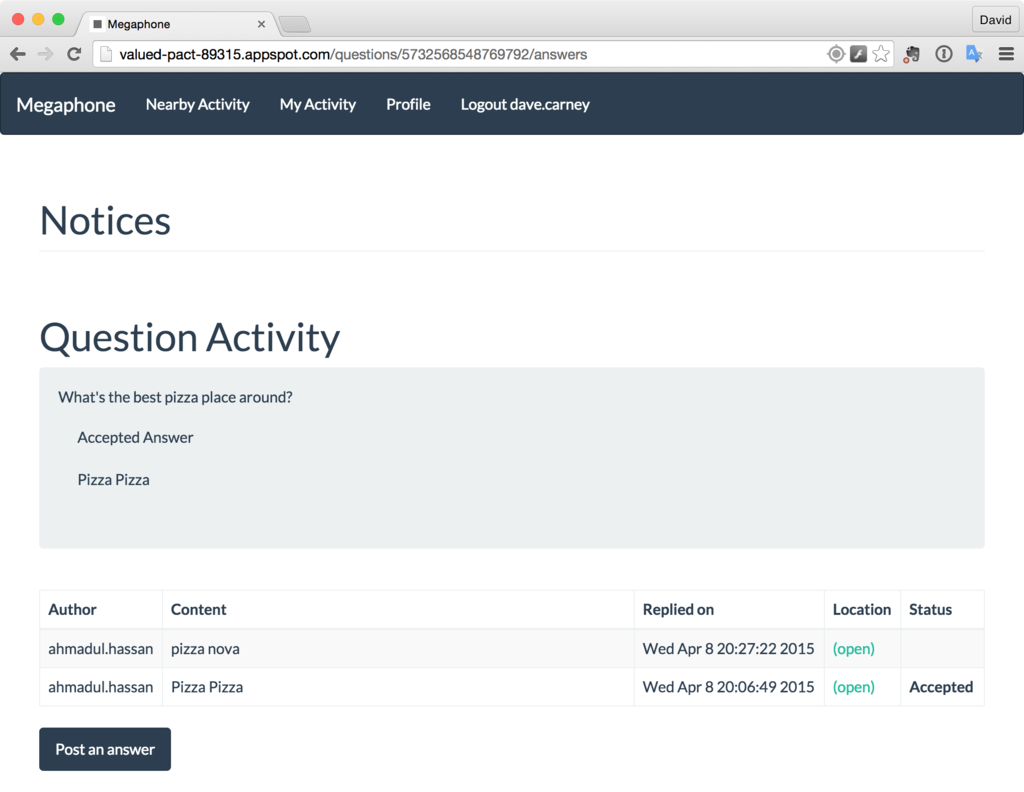 Megaphone
David
valued-pact-89315.appspot.com/questions/5732568548769792/answers
Megaphone Nearby Activity My Activity Profile Logout dave.carney
Notices
Question Activity
What's the best pizza place around?
Accepted Answer
Pizza Pizza
Author Content Replied on Location Status
ahmadul.hassan pizza nova Wed Apr 8 20:27:22 2015 (open)
ahmadul.hassan Pizza Pizza Wed Apr 8 20:06:49 2015 (open) Accepted
Post an answer